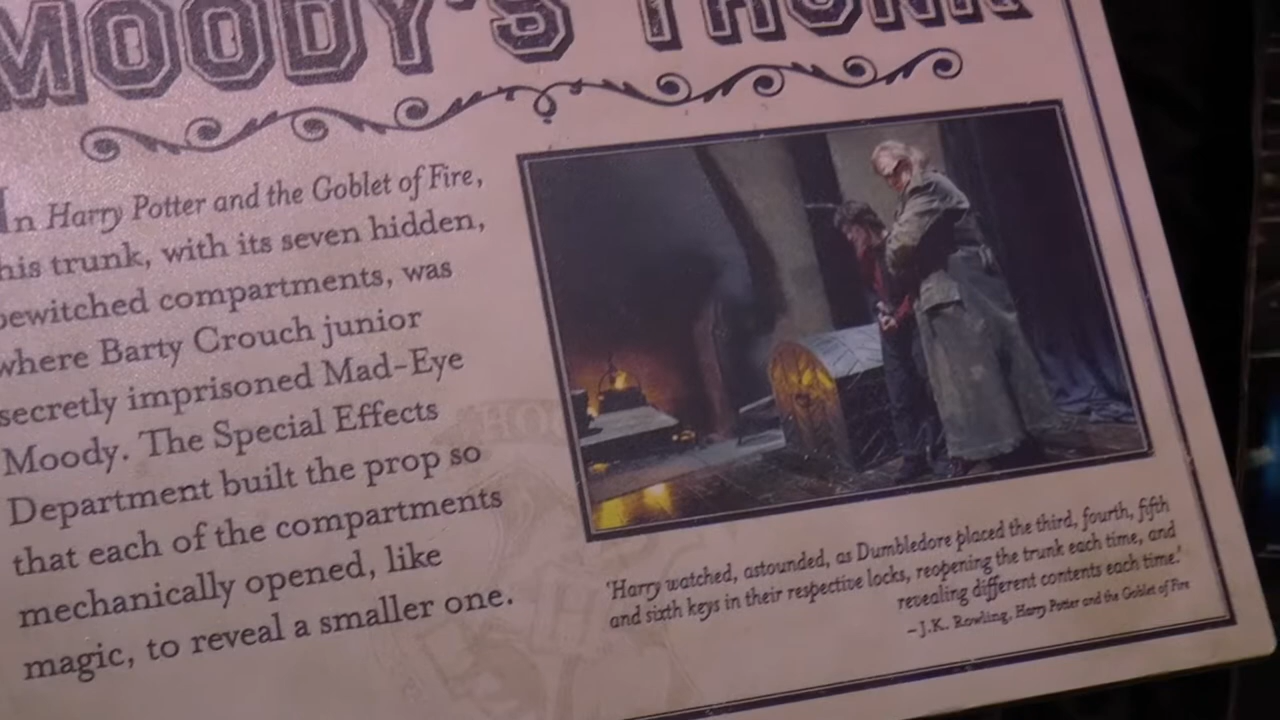 MOODY'S TRUNK
In Harry Potter and the Goblet of Fire,
his trunk, with its seven hidden,
bewitched compartments, was
where Barty Crouch junior
secretly imprisoned Mad-Eye
Moody. The Special Effects
Department built the prop so
that each of the compartments
mechanically opened, like
magic, to reveal a smaller one.
'Harry watched, astounded, as Dumbledore placed the third, fourth, fifth
and sixth keys in their respective locks, reopening the trunk each time, and
revealing different contents each time.'
– J.K. Rowling, Harry Potter and the Goblet of Fire